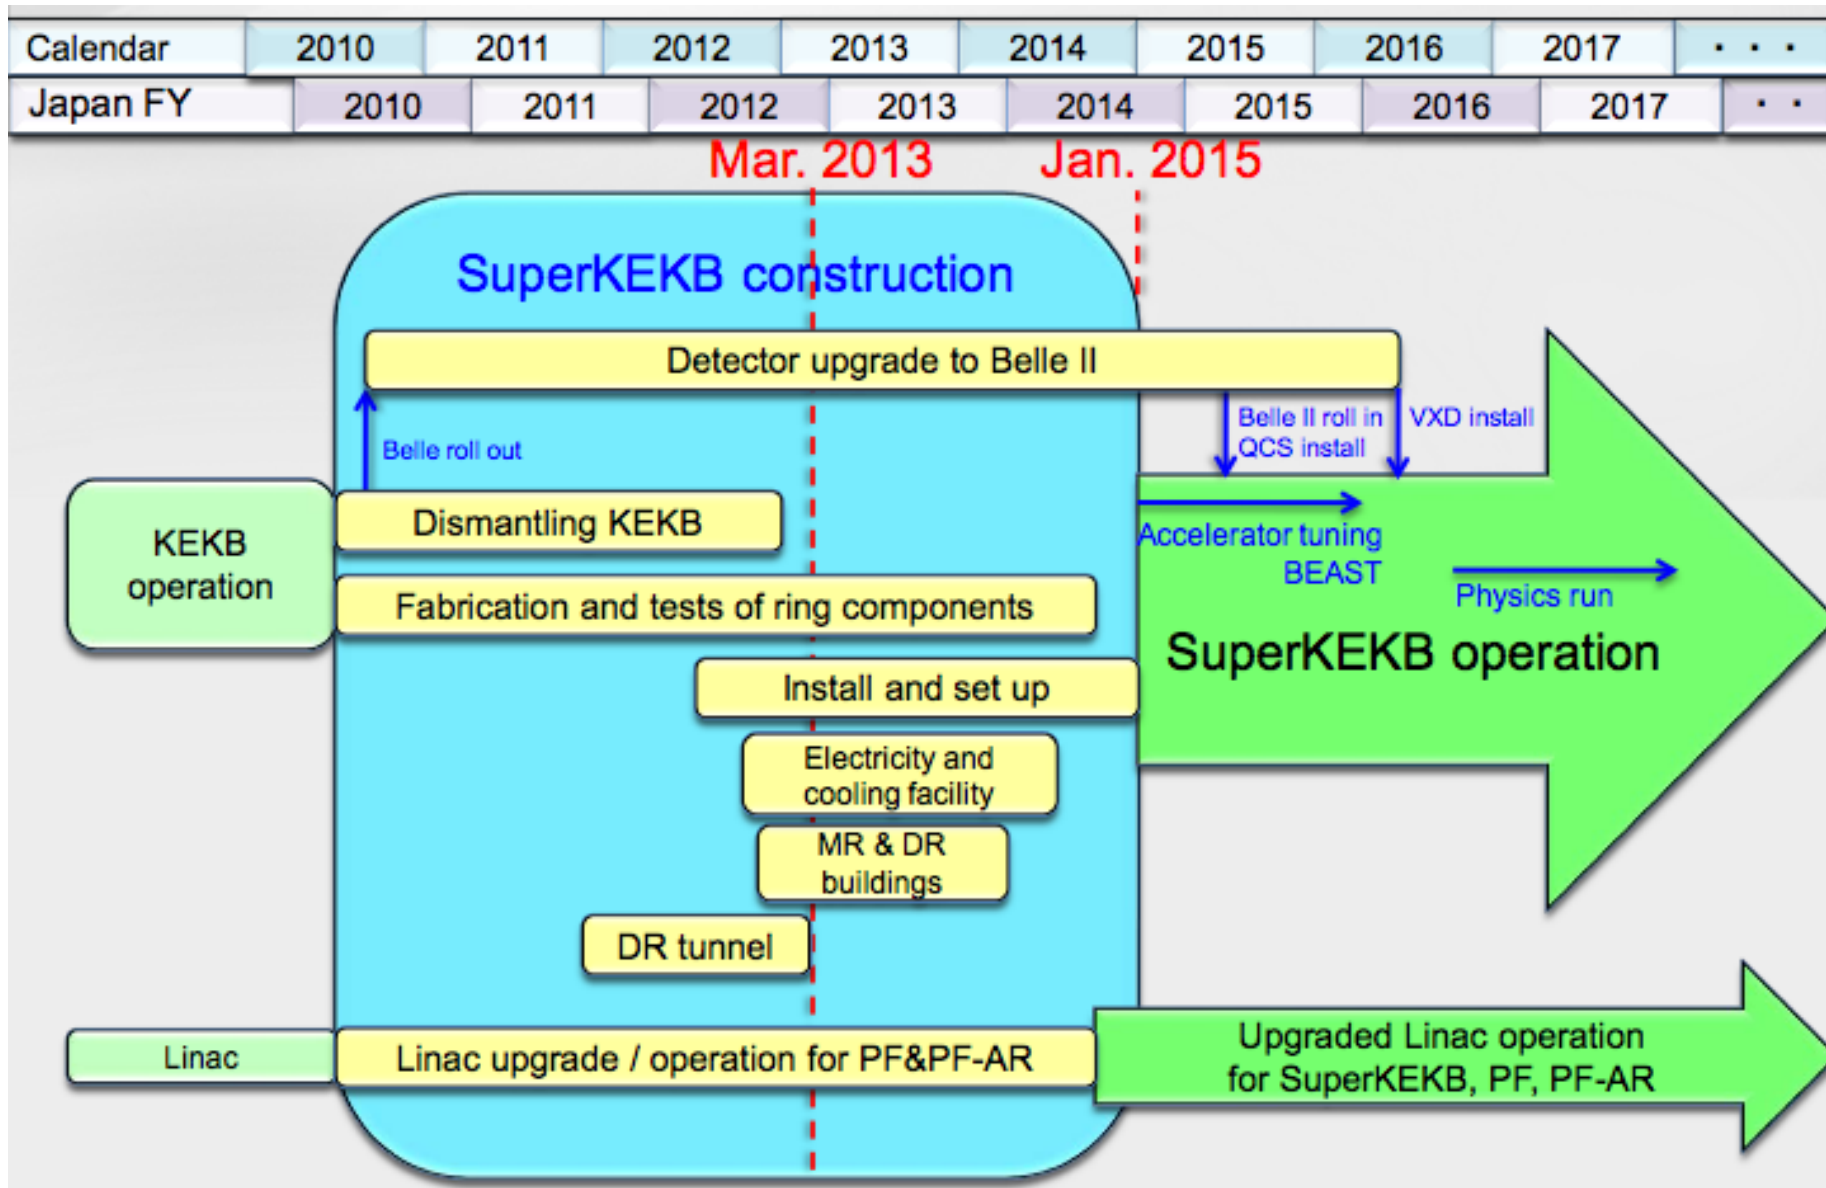 Calendar 2010 2011 2012 2013 2014 2015 2016 2017 . . .
Japan FY 2010 2011 2012 2013 2014 2015 2016 2017 . .
Mar. 2013 Jan. 2015
SuperKEKB construction
Detector upgrade to Belle II
Belle roll out
Belle II roll in
QCS install
VXD install
KEKB
operation
Dismantling KEKB
Accelerator tuning
BEAST
Physics run
Fabrication and tests of ring components
SuperKEKB operation
Install and set up
Electricity and
cooling facility
MR & DR
buildings
DR tunnel
Linac
Linac upgrade / operation for PF&PF-AR
Upgraded Linac operation
for SuperKEKB, PF, PF-AR